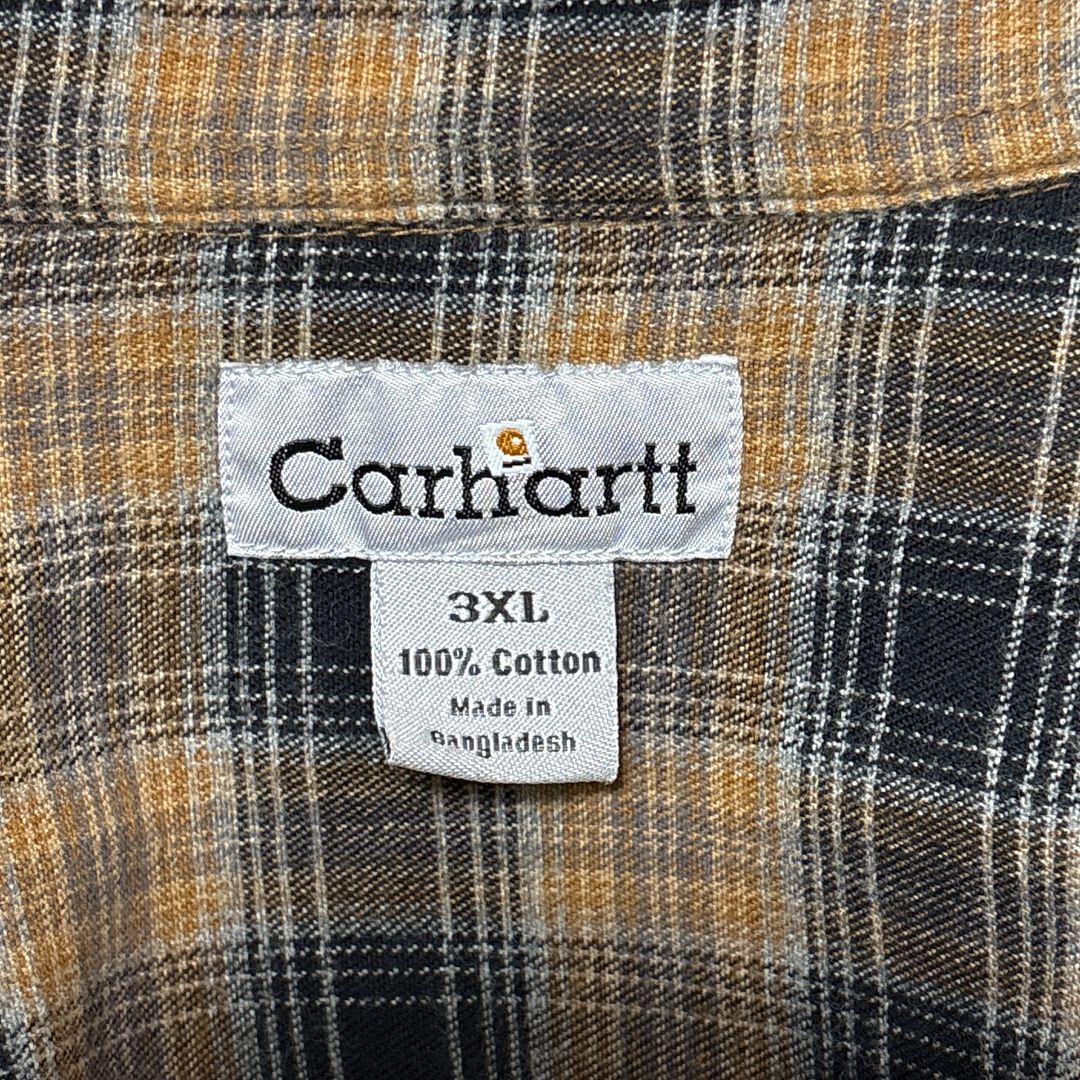 Carhartt
3XL
100% Cotton
Made in
Bangladesh